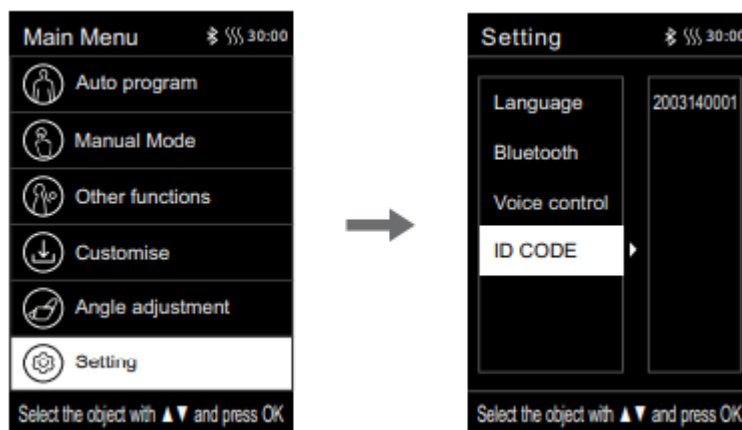 Main Menu 30:00
Auto program
Manual Mode
Other functions
Customise
Angle adjustment
Setting
Select the object with ▲▼ and press OK
Setting 30:00
Language
Bluetooth
Voice control
ID CODE
2003140001
Select the object with ▲▼ and press OK